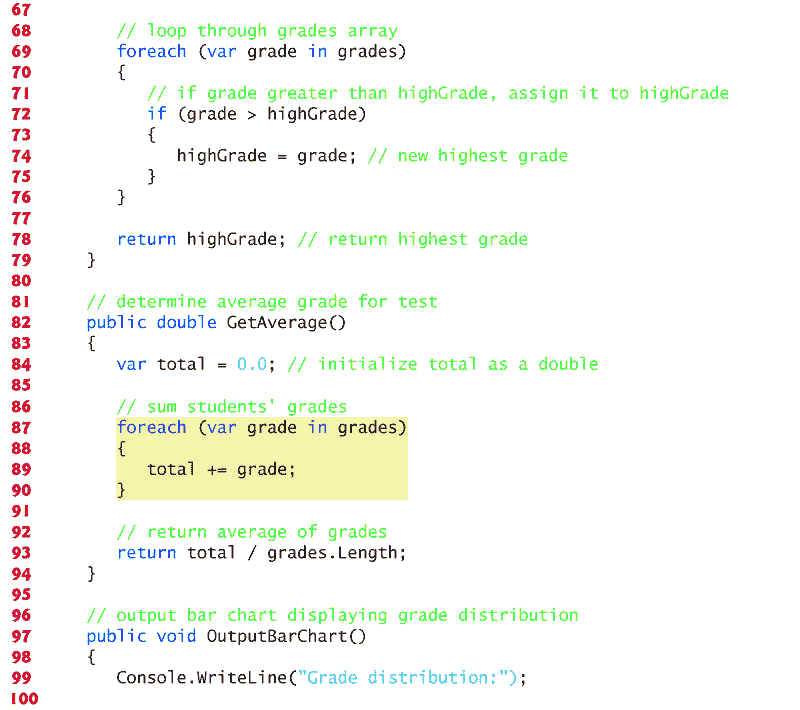 67
68 // loop through grades array
69 foreach (var grade in grades)
70 {
71 // if grade greater than highGrade, assign it to highGrade
72 if (grade > highGrade)
73 {
74 highGrade = grade; // new highest grade
75 }
76 }
77
78 return highGrade; // return highest grade
79 }
80
81 // determine average grade for test
82 public double GetAverage()
83 {
84 var total = 0.0; // initialize total as a double
85
86 // sum students' grades
87 foreach (var grade in grades)
88 {
89 total += grade;
90 }
91
92 // return average of grades
93 return total / grades.Length;
94 }
95
96 // output bar chart displaying grade distribution
97 public void OutputBarChart()
98 {
99 Console.WriteLine("Grade distribution:");
100